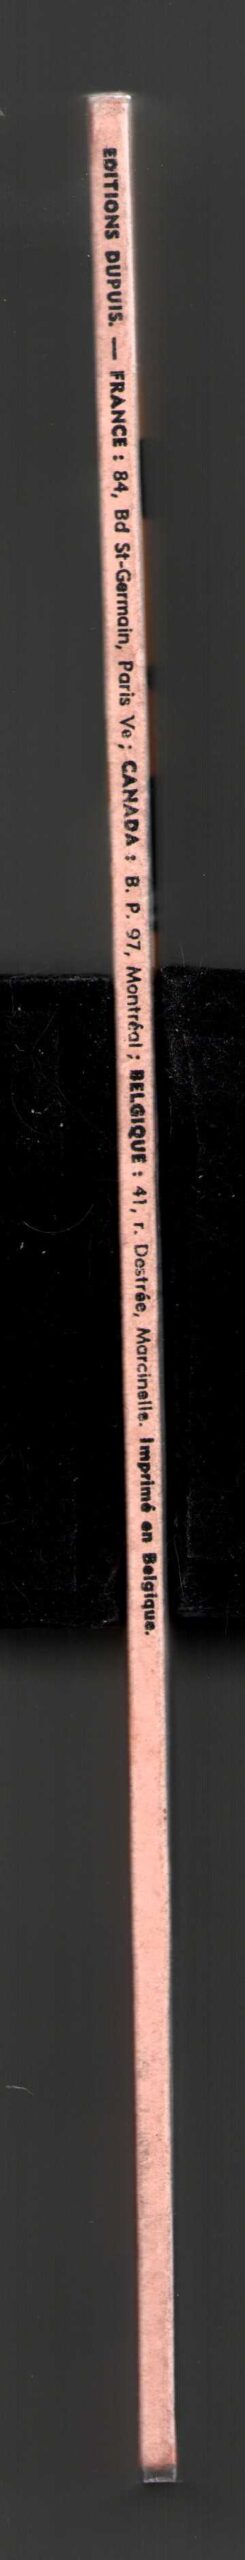 EDITIONS DUPUIS. — FRANCE : 84, Bd St-Germain, Paris Ve ; CANADA : B. P. 97, Montréal ; BELGIQUE : 41, r. Destrée, Marcinelle. Imprimé en Belgique.